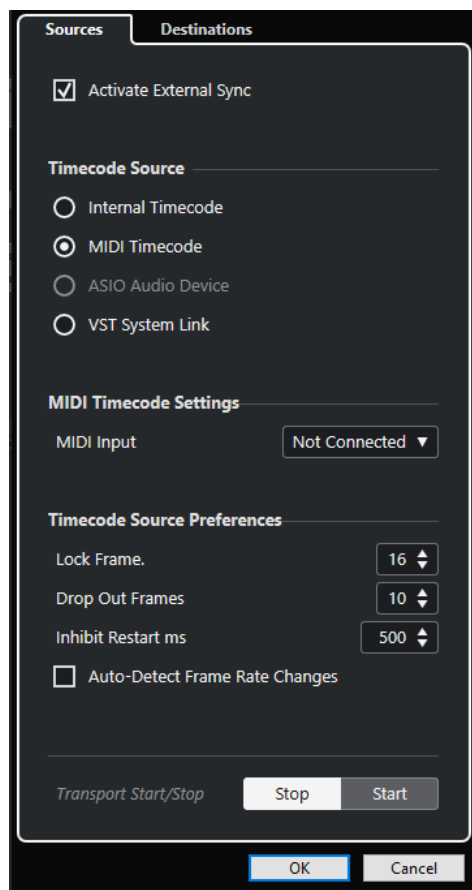 Sources Destinations
Activate External Sync
Timecode Source
Internal Timecode
MIDI Timecode
ASIO Audio Device
VST System Link
MIDI Timecode Settings
MIDI Input Not Connected
Timecode Source Preferences
Lock Frame. 16
Drop Out Frames 10
Inhibit Restart ms 500
Auto-Detect Frame Rate Changes
Transport Start/Stop Stop Start
OK Cancel